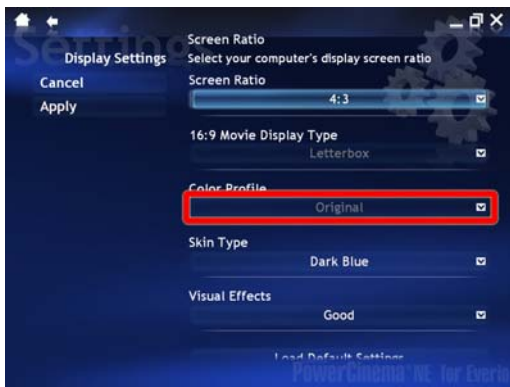 Settings
Display Settings
Cancel
Apply
Screen Ratio
Select your computer's display screen ratio
Screen Ratio
4:3
16:9 Movie Display Type
Letterbox
Color Profile
Original
Skin Type
Dark Blue
Visual Effects
Good
Load Default Settings
PowerCinema NE for Everio